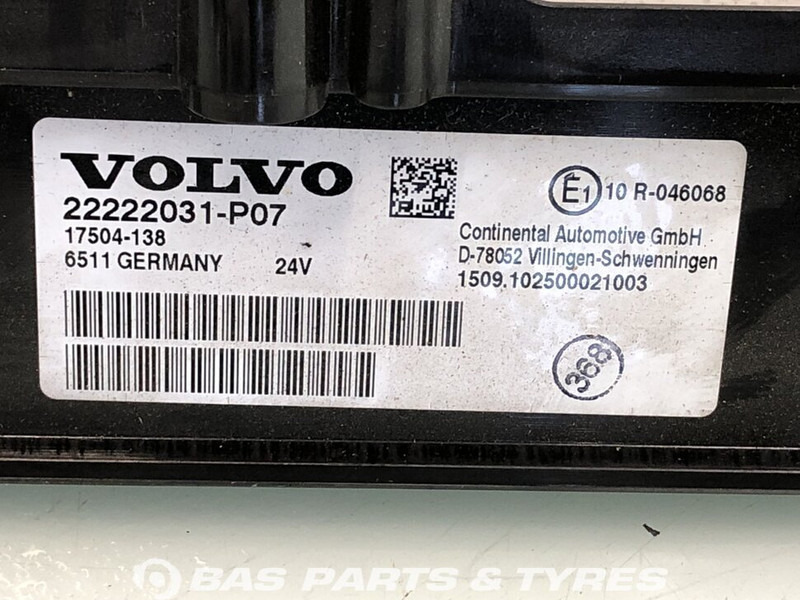 VOLVO
22222031-P07
17504-138
6511 GERMANY 24V
E1 10 R-046068
Continental Automotive GmbH
D-78052 Villingen-Schwenningen
1509.102500021003
368
BAS PARTS & TYRES